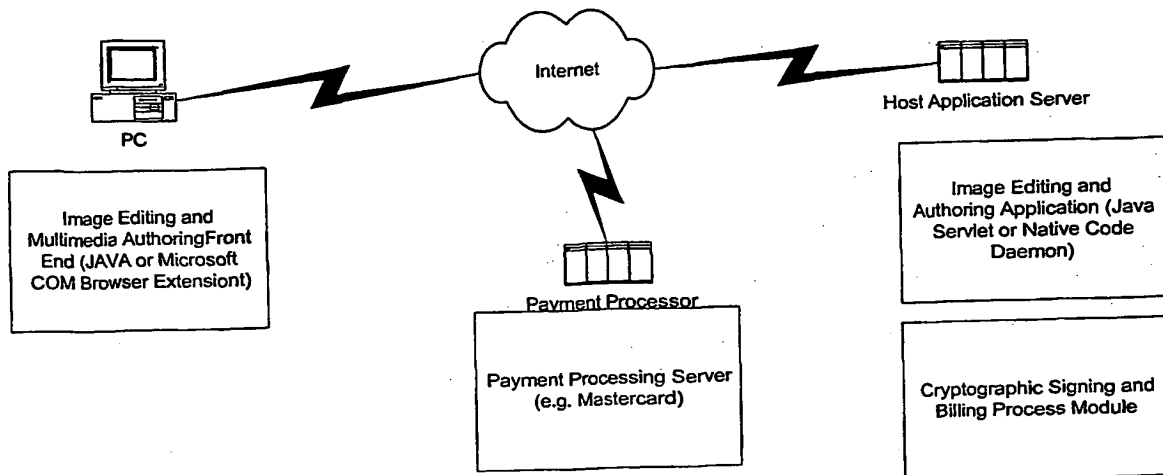 Internet
PC
Host Application Server
Image Editing and
Multimedia AuthoringFront
End (JAVA or Microsoft
COM Browser Extensiont)
Payment Processor
Payment Processing Server
(e.g. Mastercard)
Image Editing and
Authoring Application (Java
Servlet or Native Code
Daemon)
Cryptographic Signing and
Billing Process Module